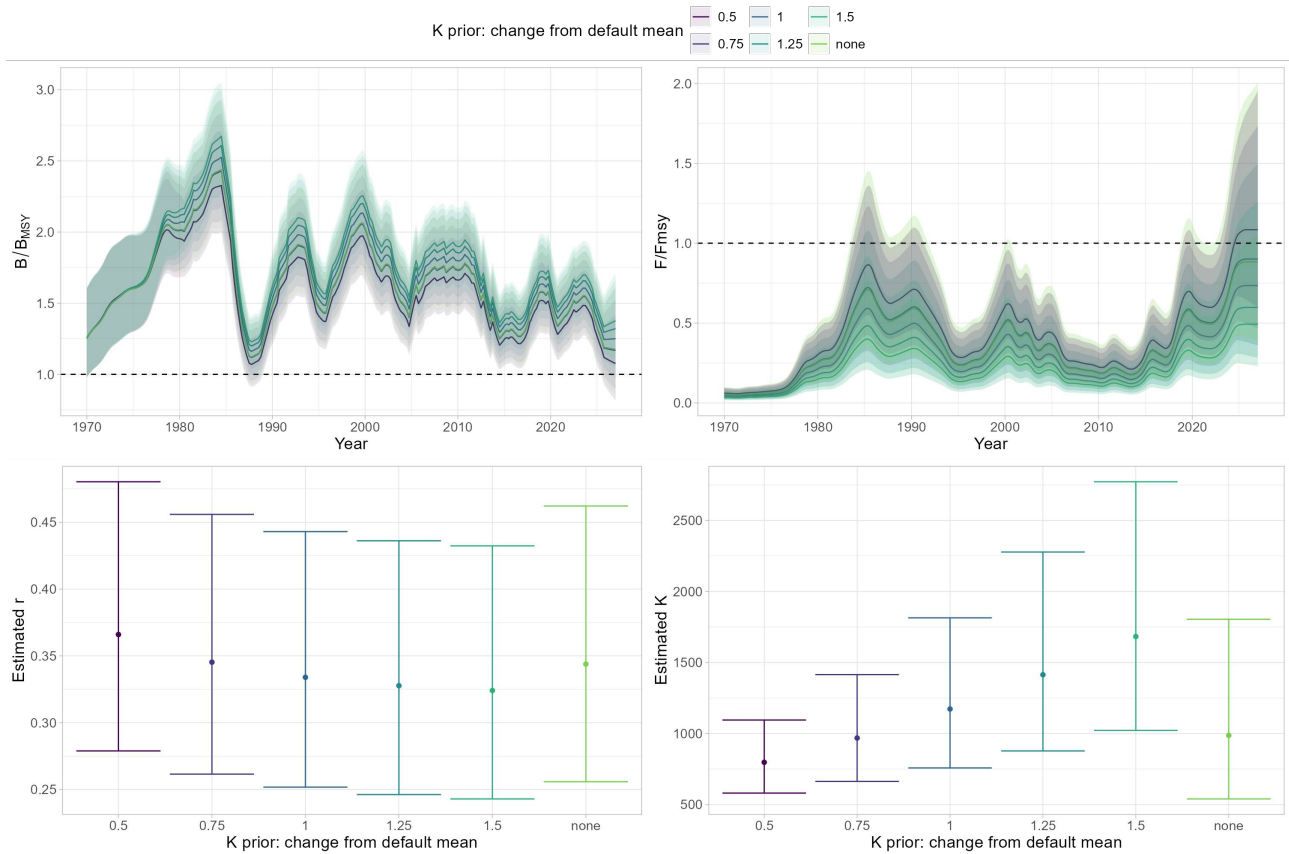 K prior: change from default mean
0.5 1 1.5
0.75 1.25 none
B/BMSY
3.0
2.5
2.0
1.5
1.0
1970 1980 1990 2000 2010 2020
Year
F/Fmsy
2.0
1.5
1.0
0.5
0.0
1970 1980 1990 2000 2010 2020
Year
Estimated r
0.45
0.40
0.35
0.30
0.25
0.5 0.75 1 1.25 1.5 none
K prior: change from default mean
Estimated K
2500
2000
1500
1000
500
0.5 0.75 1 1.25 1.5 none
K prior: change from default mean